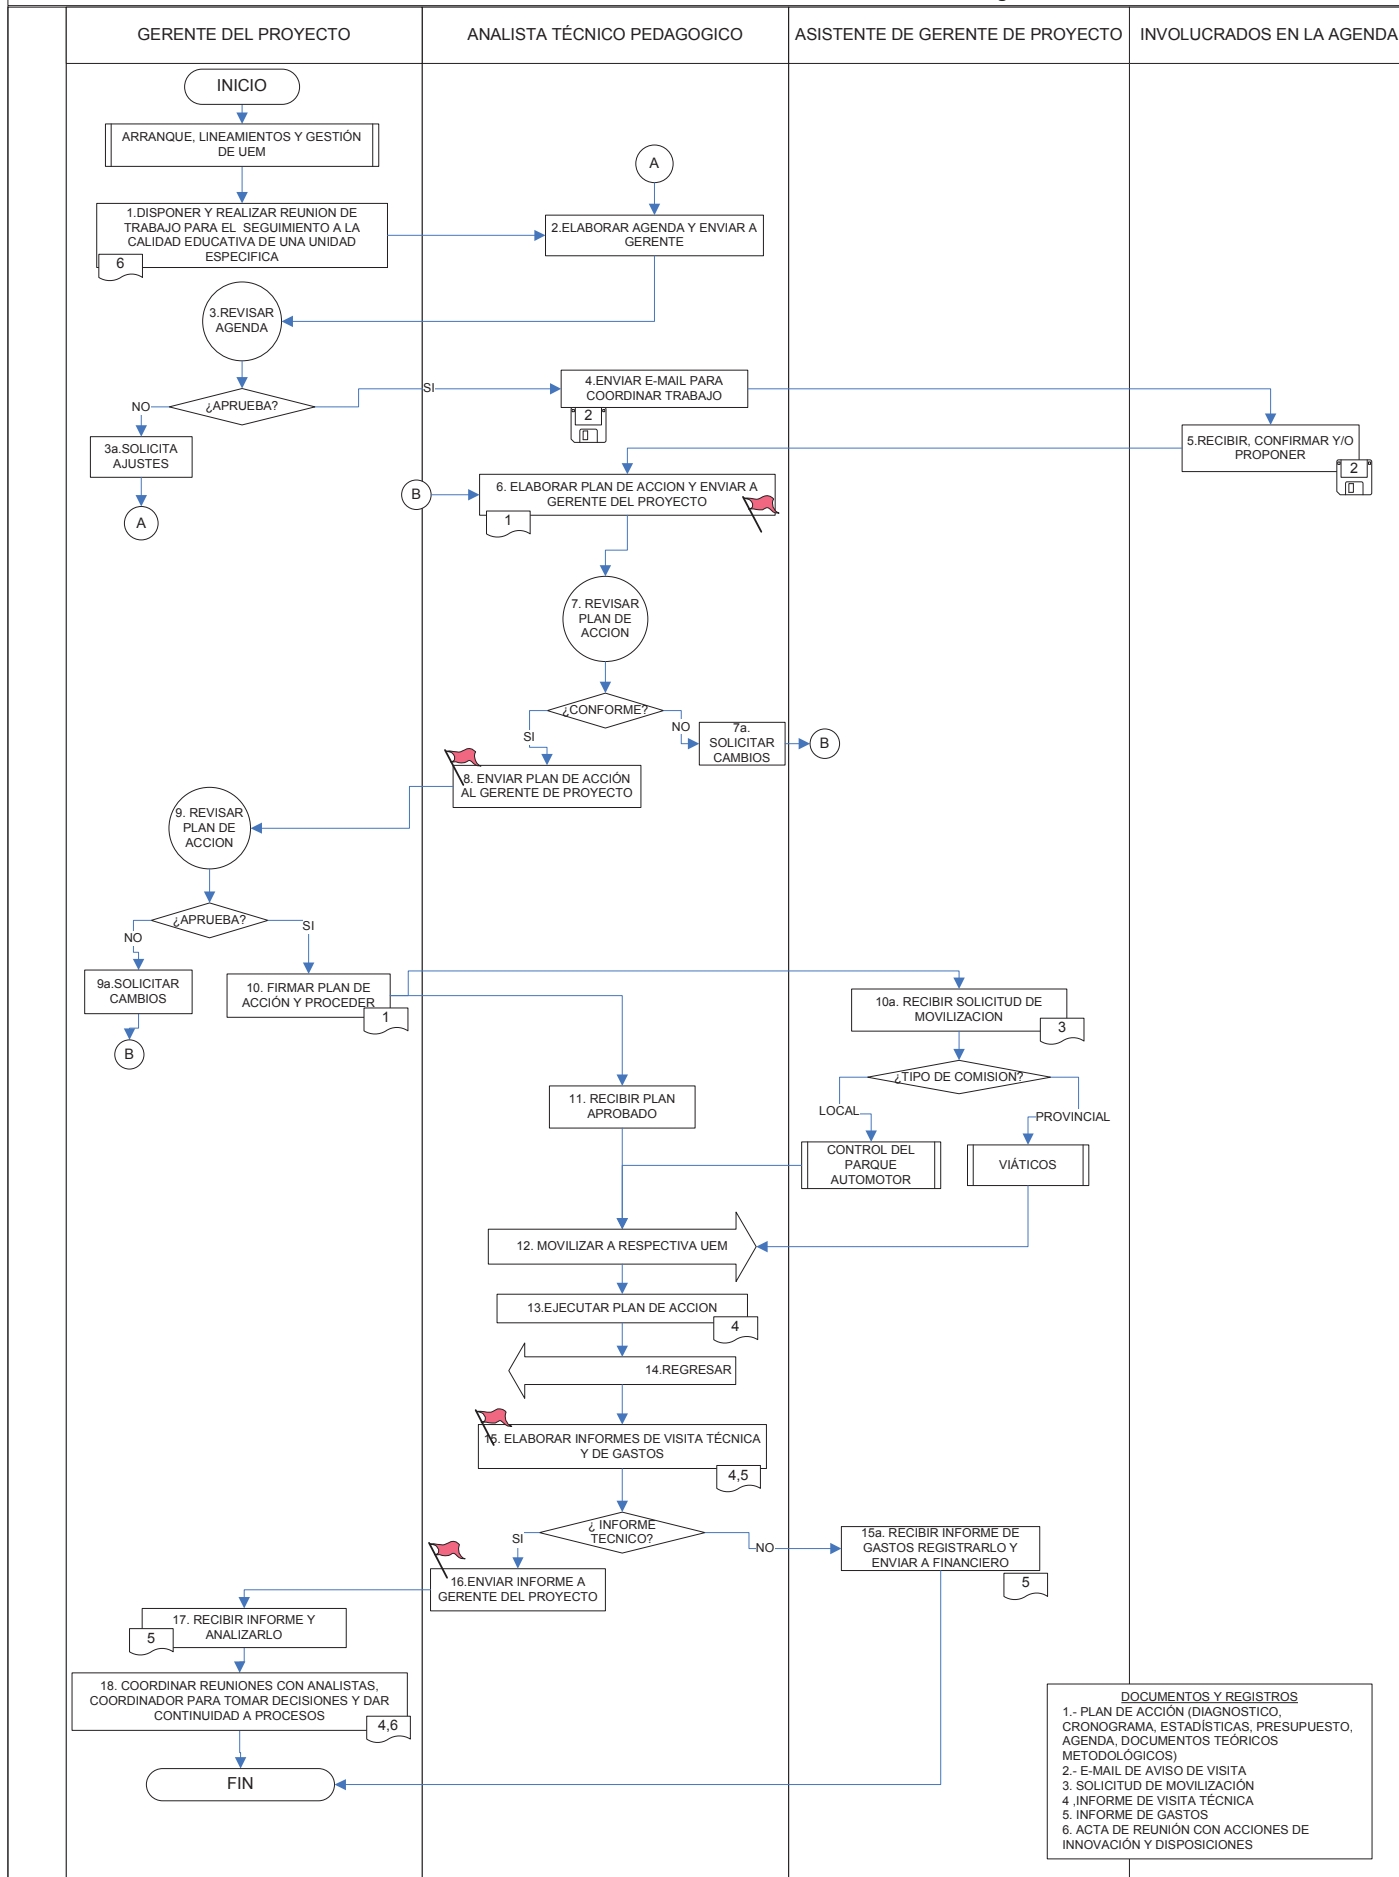 GERENTE DEL PROYECTO
ANALISTA TÉCNICO PEDAGOGICO
ASISTENTE DE GERENTE DE PROYECTO
INVOLUCRADOS EN LA AGENDA
INICIO
ARRANQUE, LINEAMIENTOS Y GESTIÓN
DE UEM
A
1.DISPONER Y REALIZAR REUNION DE
TRABAJO PARA EL SEGUIMIENTO A LA
CALIDAD EDUCATIVA DE UNA UNIDAD
ESPECIFICA
6
2.ELABORAR AGENDA Y ENVIAR A
GERENTE
3.REVISAR
AGENDA
¿APRUEBA?
NO
SI
3a.SOLICITA
AJUSTES
A
4.ENVIAR E-MAIL PARA
COORDINAR TRABAJO
2
5.RECIBIR, CONFIRMAR Y/O
PROPONER
2
B
6. ELABORAR PLAN DE ACCION Y ENVIAR A
GERENTE DEL PROYECTO
1
7. REVISAR
PLAN DE
ACCION
¿CONFORME?
SI
NO
7a.
SOLICITAR
CAMBIOS
B
8. ENVIAR PLAN DE ACCIÓN
AL GERENTE DE PROYECTO
9. REVISAR
PLAN DE
ACCION
¿APRUEBA?
NO
SI
9a.SOLICITAR
CAMBIOS
B
10. FIRMAR PLAN DE
ACCIÓN Y PROCEDER
1
10a. RECIBIR SOLICITUD DE
MOVILIZACION
3
¿TIPO DE COMISION?
LOCAL
PROVINCIAL
11. RECIBIR PLAN
APROBADO
CONTROL DEL
PARQUE
AUTOMOTOR
VIÁTICOS
12. MOVILIZAR A RESPECTIVA UEM
13.EJECUTAR PLAN DE ACCION
4
14.REGRESAR
15. ELABORAR INFORMES DE VISITA TÉCNICA
Y DE GASTOS
4,5
¿ INFORME
TECNICO?
SI
NO
15a. RECIBIR INFORME DE
GASTOS REGISTRARLO Y
ENVIAR A FINANCIERO
5
16.ENVIAR INFORME A
GERENTE DEL PROYECTO
17. RECIBIR INFORME Y
ANALIZARLO
5
18. COORDINAR REUNIONES CON ANALISTAS,
COORDINADOR PARA TOMAR DECISIONES Y DAR
CONTINUIDAD A PROCESOS
4,6
FIN
DOCUMENTOS Y REGISTROS
1.- PLAN DE ACCIÓN (DIAGNOSTICO,
CRONOGRAMA, ESTADÍSTICAS, PRESUPUESTO,
AGENDA, DOCUMENTOS TEÓRICOS
METODOLÓGICOS)
2.- E-MAIL DE AVISO DE VISITA
3. SOLICITUD DE MOVILIZACIÓN
4 ,INFORME DE VISITA TÉCNICA
5. INFORME DE GASTOS
6. ACTA DE REUNIÓN CON ACCIONES DE
INNOVACIÓN Y DISPOSICIONES